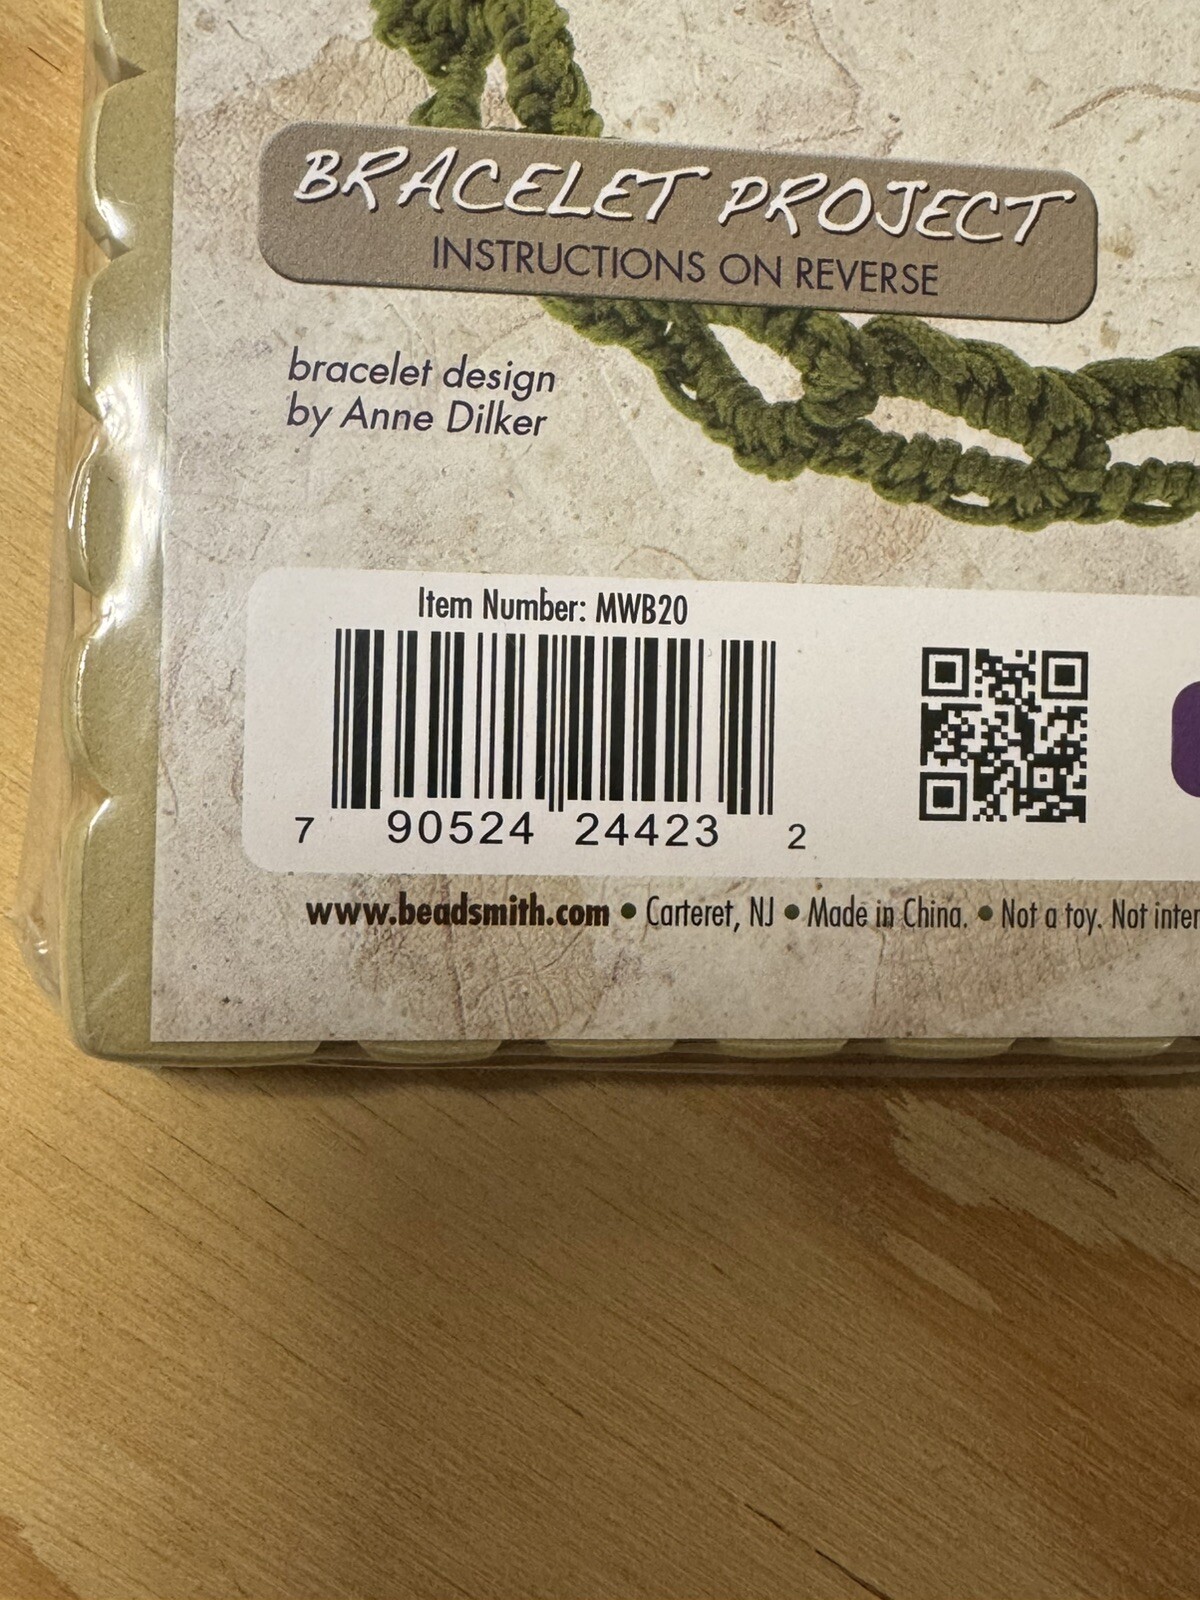 BRACELET PROJECT
INSTRUCTIONS ON REVERSE
bracelet design
by Anne Dilker
Item Number: MWB20
7 90524 24423 2
www.beadsmith.com • Carteret, NJ • Made in China. • Not a toy. Not